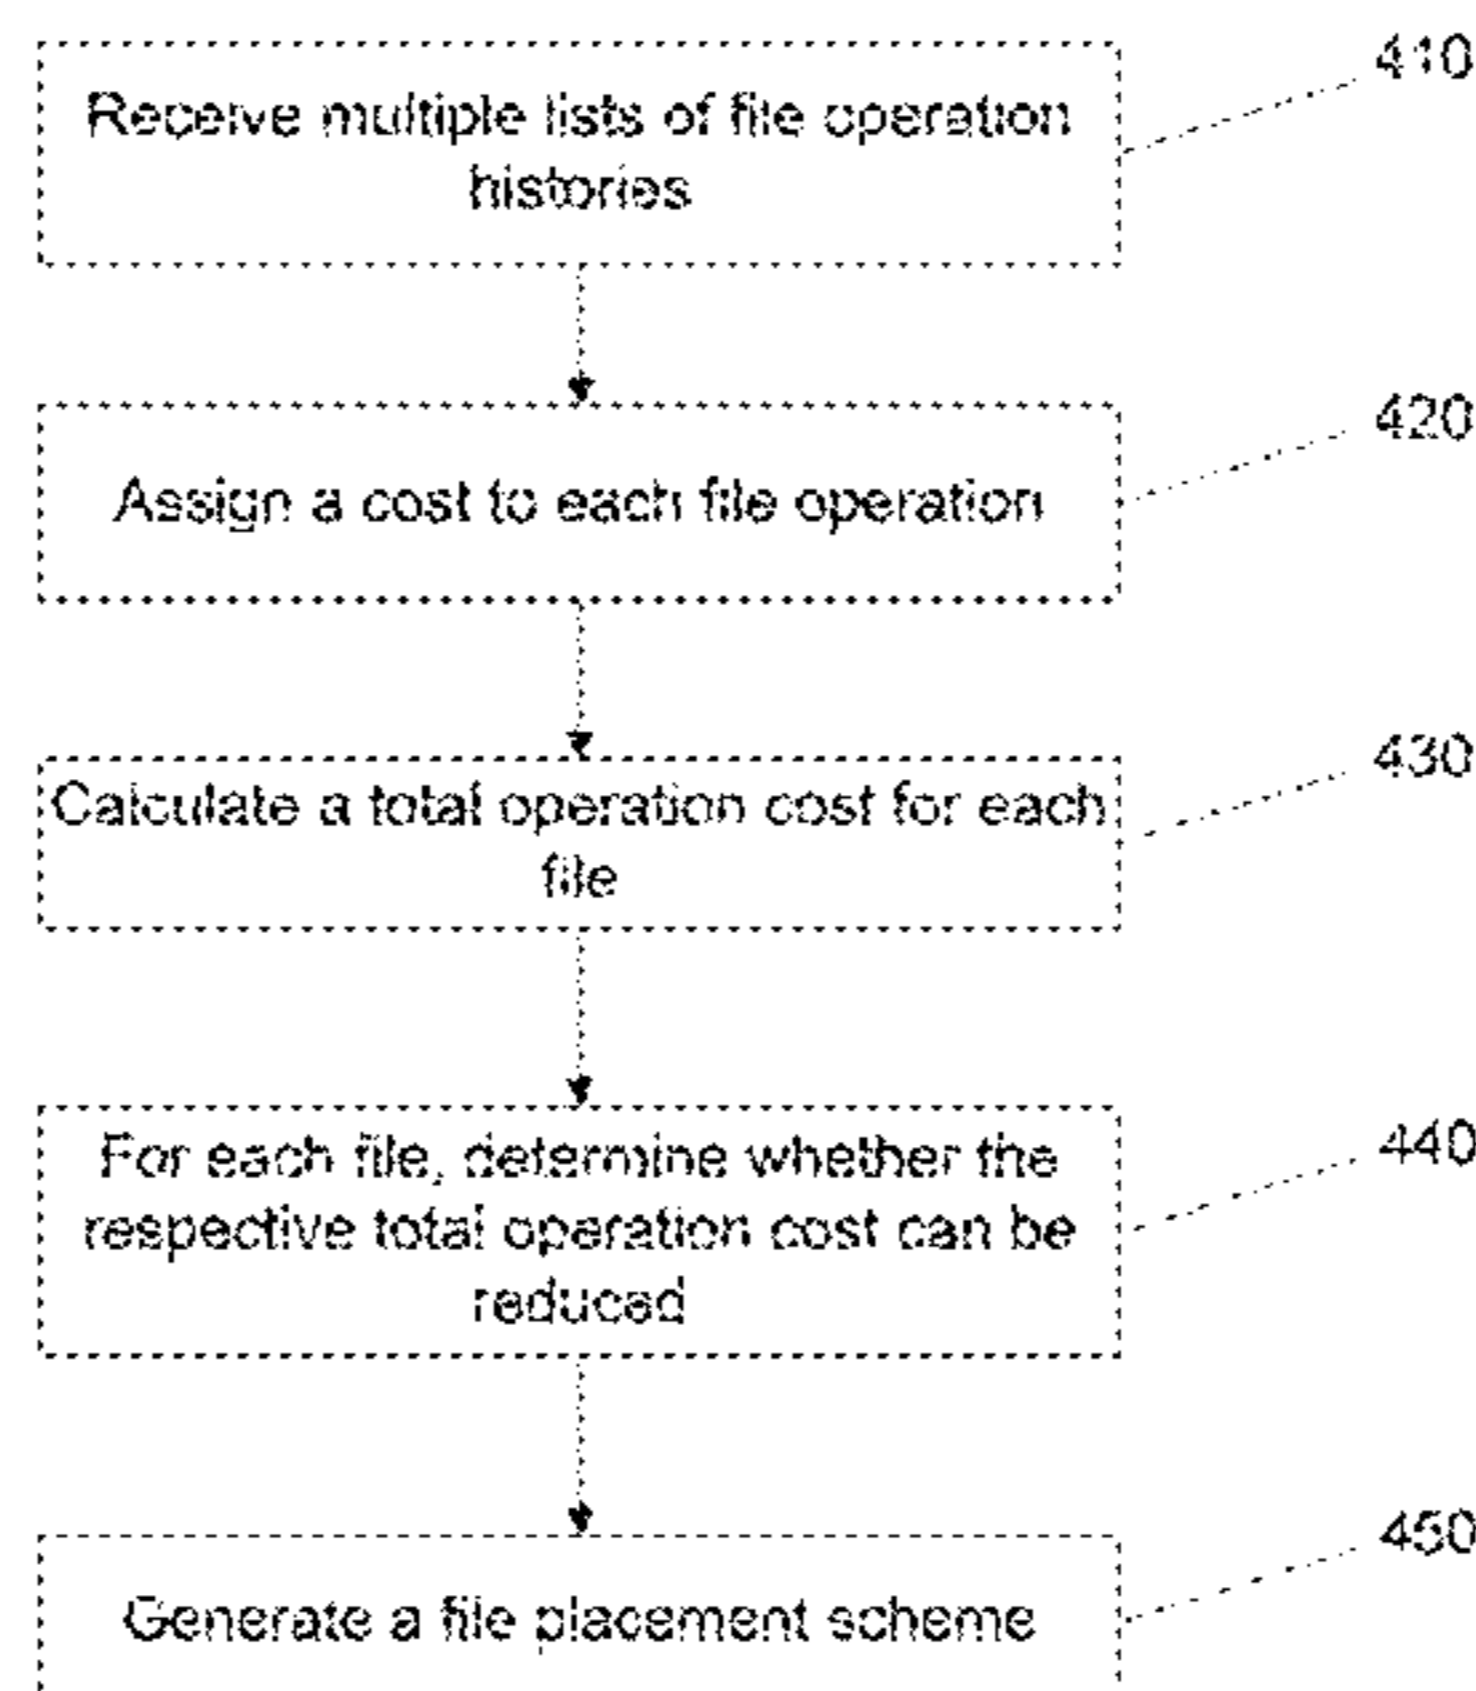 Receive multiple lists of file operation
histories
410
Assign a cost to each file operation
420
Calculate a total operation cost for each
file
430
For each file, determine whether the
respective total operation cost can be
reduced
440
Generate a file placement scheme
450